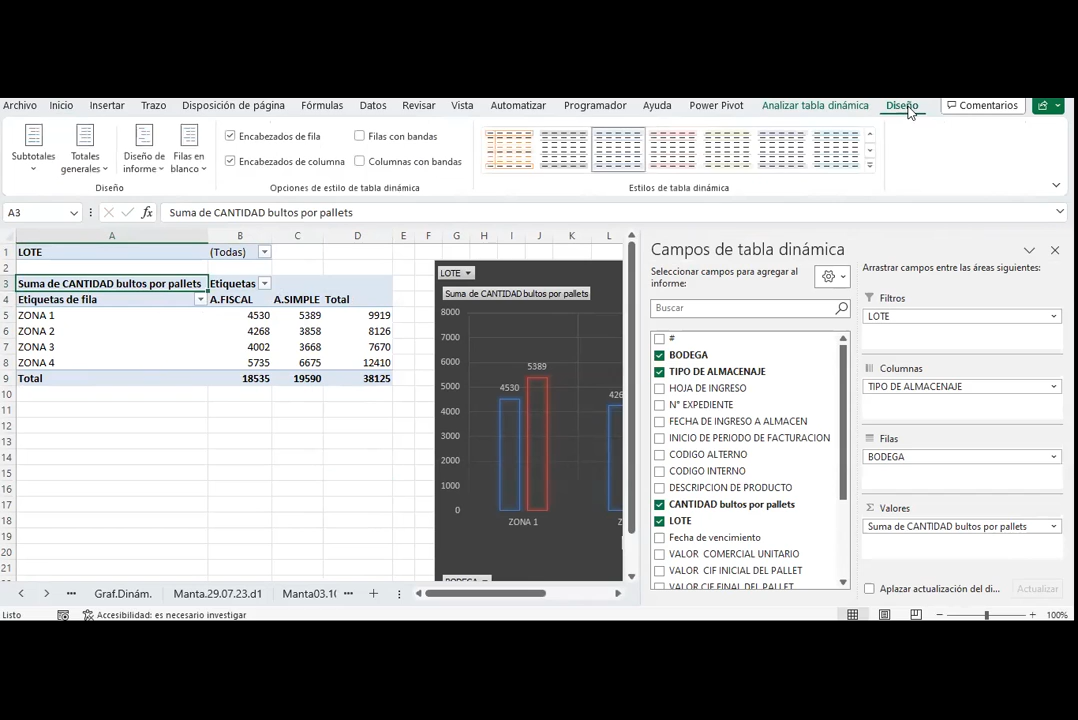 Archivo Inicio Insertar Trazo Disposición de página Fórmulas Datos Revisar Vista Automatizar Programador Ayuda Power Pivot Analizar tabla dinámica Diseño Comentarios
Subtotales Totales generales Diseño de informe Filas en blanco
Encabezados de fila Filas con bandas
Encabezados de columna Columnas con bandas
Diseño Opciones de estilo de tabla dinámica Estilos de tabla dinámica
A3 fx Suma de CANTIDAD bultos por pallets
A B C D E F G H I J K L
1 LOTE (Todas)
2
3 Suma de CANTIDAD bultos por pallets Etiquetas
4 Etiquetas de fila A.FISCAL A.SIMPLE Total
5 ZONA 1 4530 5389 9919
6 ZONA 2 4268 3858 8126
7 ZONA 3 4002 3668 7670
8 ZONA 4 5735 6675 12410
9 Total 18535 19590 38125
10
11
12
13
14
15
16
17
18
19
20
21
LOTE
Suma de CANTIDAD bultos por pallets
8000
7000
6000
5000
4000
3000
2000
1000
0
4530
5389
426
ZONA 1
Z
BODEGA
Campos de tabla dinámica
Seleccionar campos para agregar al
informe:
Buscar
#
BODEGA
TIPO DE ALMACENAJE
HOJA DE INGRESO
N° EXPEDIENTE
FECHA DE INGRESO A ALMACEN
INICIO DE PERIODO DE FACTURACION
CODIGO ALTERNO
CODIGO INTERNO
DESCRIPCION DE PRODUCTO
CANTIDAD bultos por pallets
LOTE
Fecha de vencimiento
VALOR COMERCIAL UNITARIO
VALOR CIF INICIAL DEL PALLET
VALOR CIF FINAL DEL PALLET
Arrastrar campos entre las áreas siguientes:
Filtros
LOTE
Columnas
TIPO DE ALMACENAJE
Filas
BODEGA
Σ Valores
Suma de CANTIDAD bultos por pallets
Aplazar actualización del di... Actualizar
... Graf.Dinám. Manta.29.07.23.d1 Manta03.1( ...
Listo Accesibilidad: es necesario investigar 100%